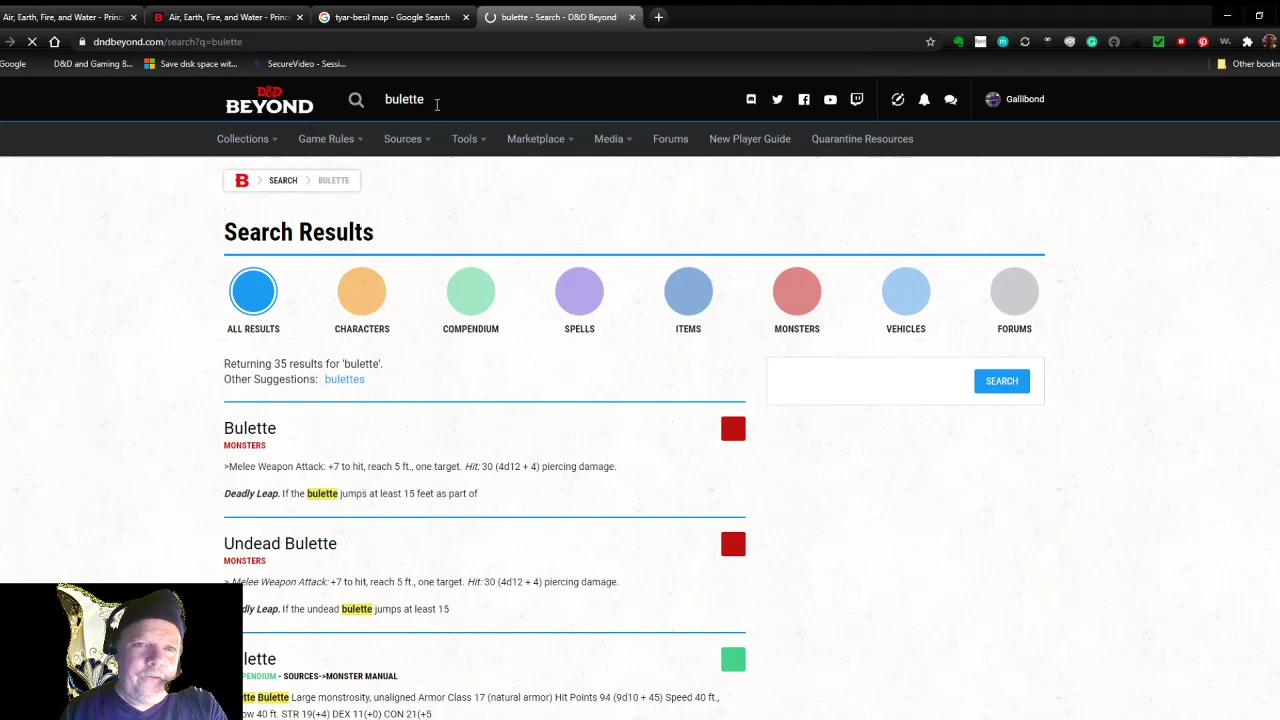 Air, Earth, Fire, and Water - Princ
Air, Earth, Fire, and Water - Princ
tyar-besil map - Google Search
bulette - Search - D&D Beyond
dndbeyond.com/search?q=bulette
Google
D&D and Gaming B...
Save disk space wit...
SecureVideo - Sessi...
Other bookm
D&D BEYOND
bulette
Gallibond
Collections
Game Rules
Sources
Tools
Marketplace
Media
Forums
New Player Guide
Quarantine Resources
SEARCH
BULETTE
Search Results
ALL RESULTS
CHARACTERS
COMPENDIUM
SPELLS
ITEMS
MONSTERS
VEHICLES
FORUMS
Returning 35 results for 'bulette'.
Other Suggestions: bulettes
SEARCH
Bulette
MONSTERS
>Melee Weapon Attack: +7 to hit, reach 5 ft., one target. Hit: 30 (4d12 + 4) piercing damage.
Deadly Leap. If the bulette jumps at least 15 feet as part of
Undead Bulette
MONSTERS
> Melee Weapon Attack: +7 to hit, reach 5 ft., one target. Hit: 30 (4d12 + 4) piercing damage.
dly Leap. If the undead bulette jumps at least 15
lette
PENDIUM - SOURCES->MONSTER MANUAL
tte Bulette Large monstrosity, unaligned Armor Class 17 (natural armor) Hit Points 94 (9d10 + 45) Speed 40 ft.,
ow 40 ft. STR 19(+4) DEX 11(+0) CON 21(+5